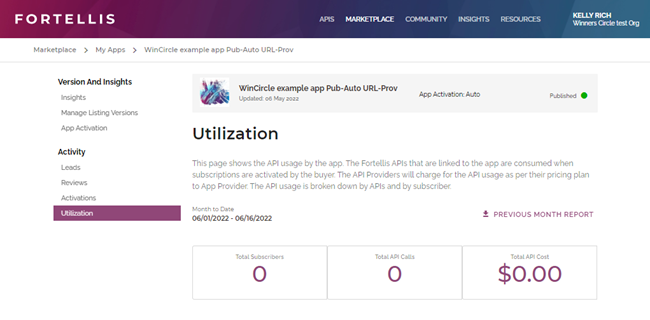 FORTELLIS
APIS MARKETPLACE COMMUNITY INSIGHTS RESOURCES
KELLY RICH
Winners Circle test Org
Marketplace > My Apps > WinCircle example app Pub-Auto URL-Prov
Version And Insights
Insights
Manage Listing Versions
App Activation
Activity
Leads
Reviews
Activations
Utilization
WinCircle example app Pub-Auto URL-Prov
Updated: 06 May 2022
App Activation: Auto
Published
Utilization
This page shows the API usage by the app. The Fortellis APIs that are linked to the app are consumed when
subscriptions are activated by the buyer. The API Providers will charge for the API usage as per their pricing plan
to App Provider. The API usage is broken down by APIs and by subscriber
Month to Date
06/01/2022 - 06/16/2022
PREVIOUS MONTH REPORT
Total Subscribers
0
Total API Calls
0
Total API Cost
$0.00